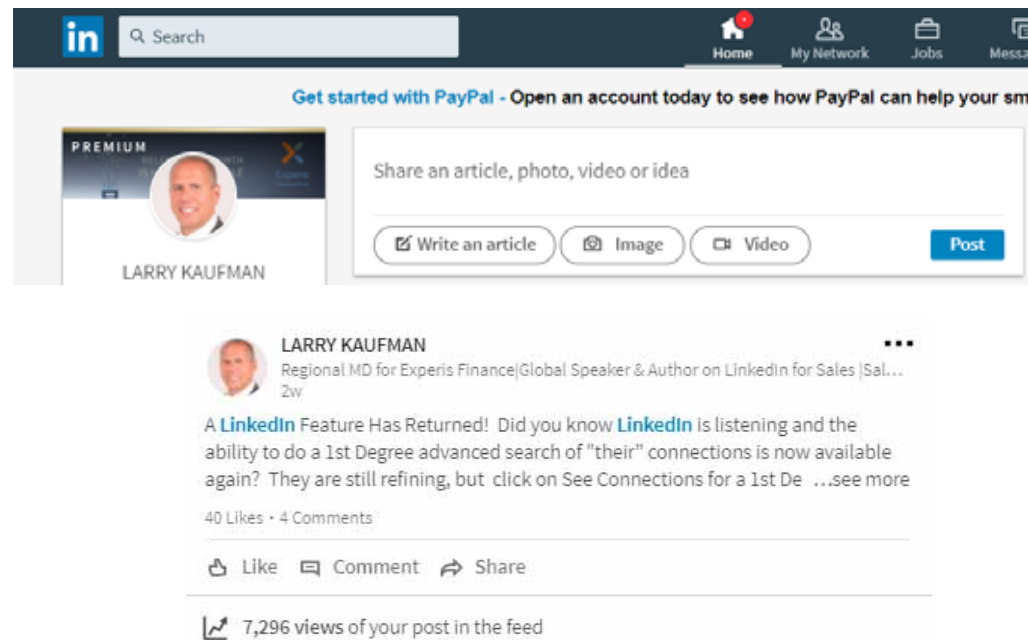 in Search Home My Network Jobs Messa
Get started with PayPal - Open an account today to see how PayPal can help your sm
PREMIUM
Share an article, photo, video or idea
Write an article Image Video Post
LARRY KAUFMAN
LARRY KAUFMAN
Regional MD for Experis Finance|Global Speaker & Author on LinkedIn for Sales |Sal...
2w
A LinkedIn Feature Has Returned! Did you know LinkedIn is listening and the
ability to do a 1st Degree advanced search of "their" connections is now available
again? They are still refining, but click on See Connections for a 1st De ...see more
40 Likes • 4 Comments
Like Comment Share
7,296 views of your post in the feed